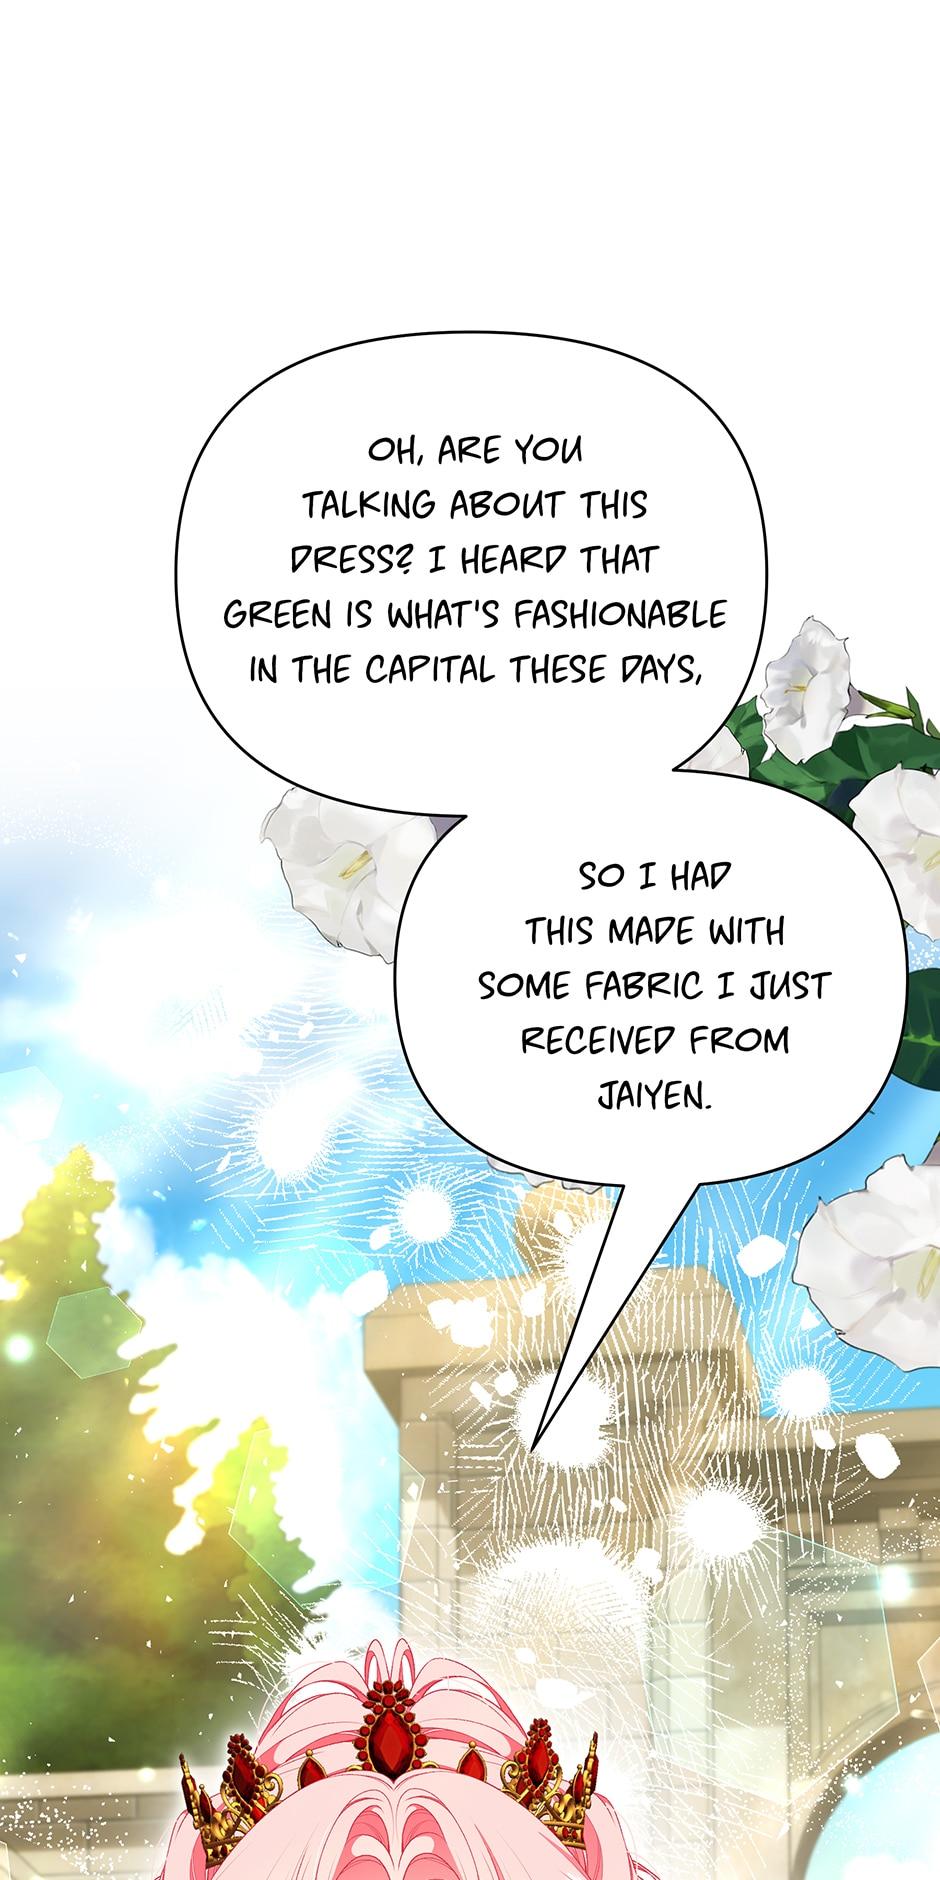 OH, ARE YOU
TALKING ABOUT THIS
DRESS? I HEARD THAT
GREEN IS WHAT'S FASHIONABLE
IN THE CAPITAL THESE DAYS,
SO I HAD
THIS MADE WITH
SOME FABRIC I JUST
RECEIVED FROM
JAIYEN.